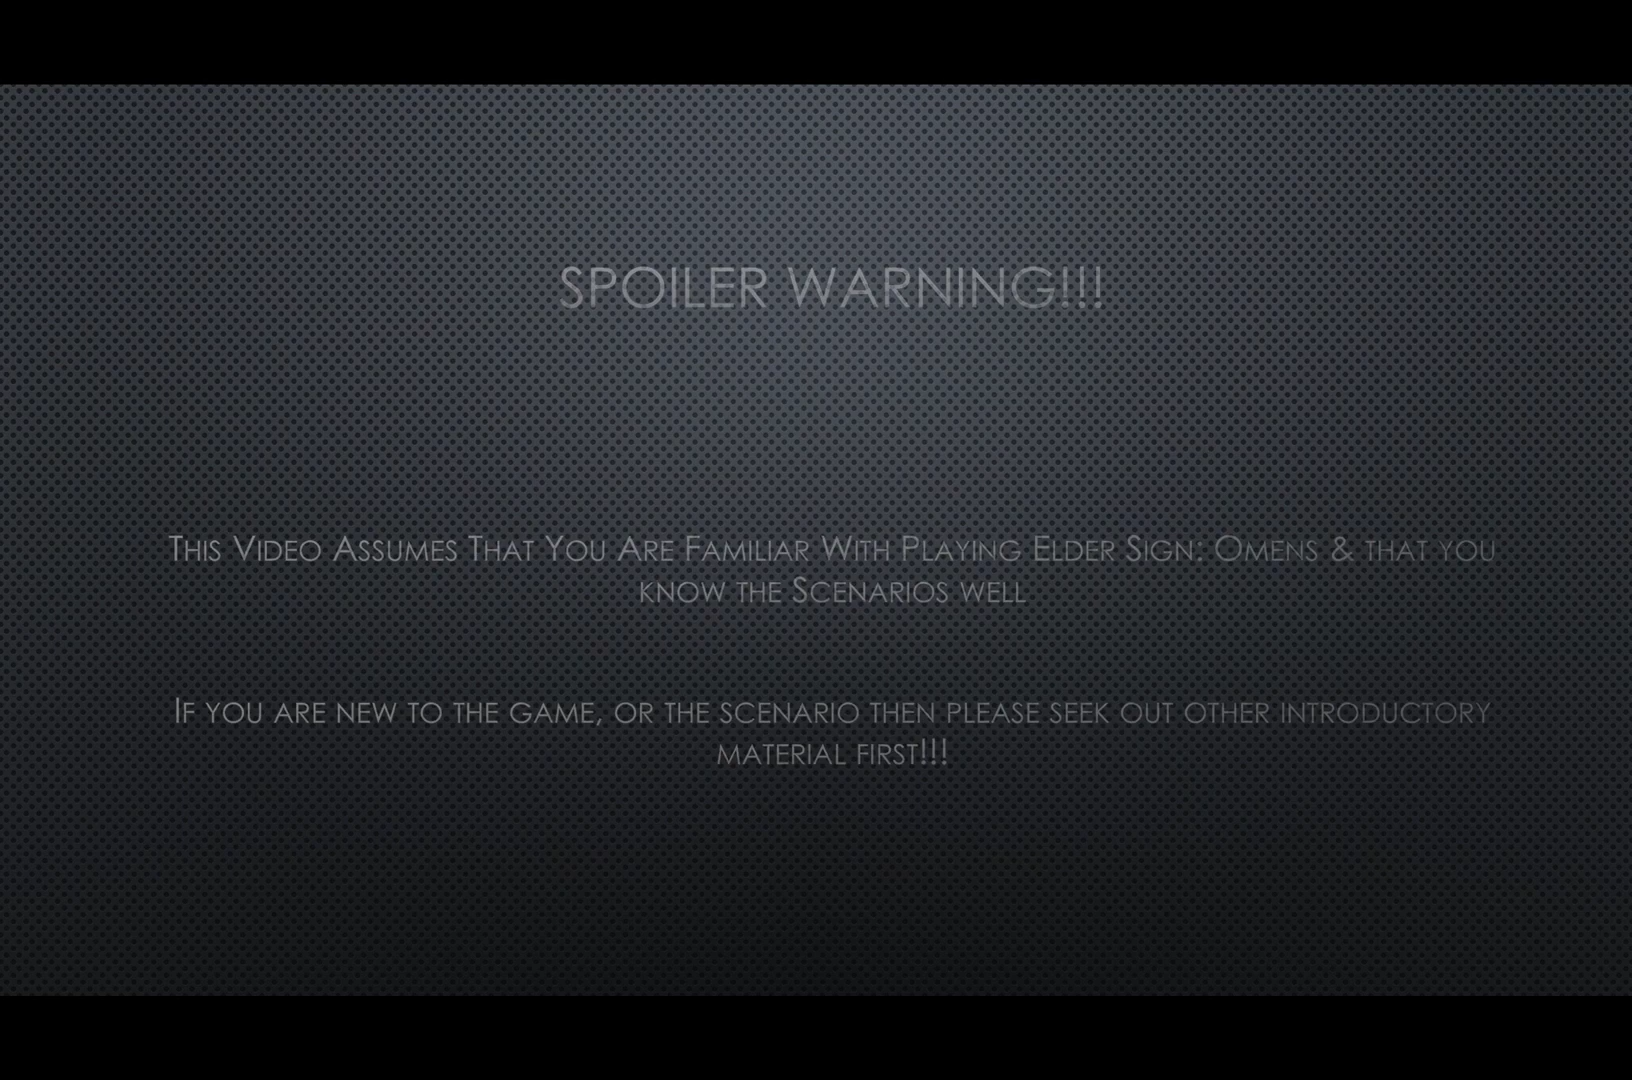 SPOILER WARNING!!!
This Video Assumes That You Are Familiar With Playing Elder Sign: Omens & that you
know the Scenarios well
If you are new to the game, or the scenario then please seek out other introductory
material first!!!